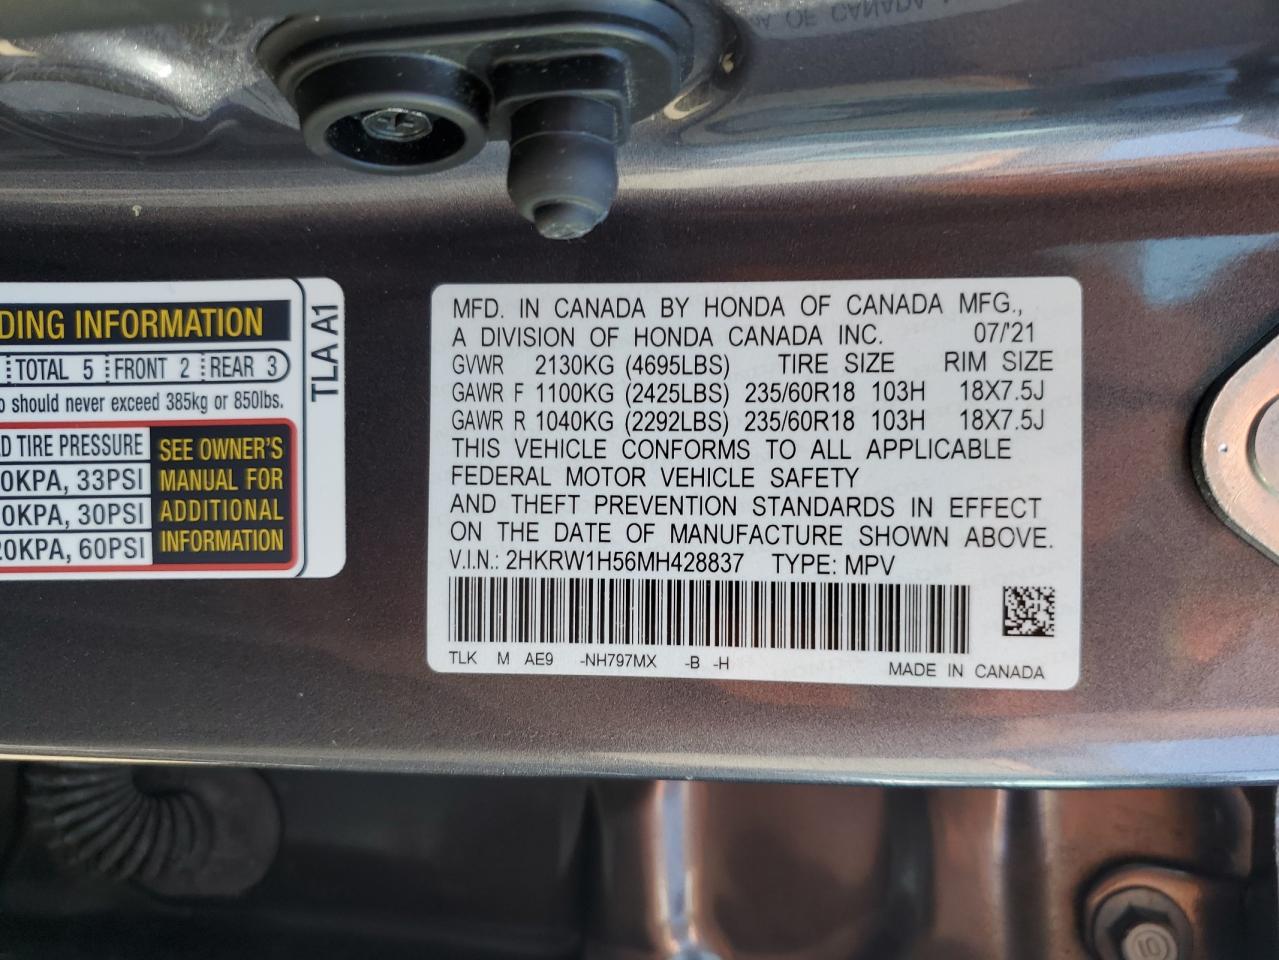 DING INFORMATION
TOTAL 5 FRONT 2 REAR 3
should never exceed 385kg or 850lbs.
TIRE PRESSURE
0KPA, 33PSI
0KPA, 30PSI
20KPA, 60PSI
SEE OWNER'S
MANUAL FOR
ADDITIONAL
INFORMATION
TLA A1
MFD. IN CANADA BY HONDA OF CANADA MFG.,
A DIVISION OF HONDA CANADA INC. 07/'21
GVWR 2130KG (4695LBS) TIRE SIZE RIM SIZE
GAWR F 1100KG (2425LBS) 235/60R18 103H 18X7.5J
GAWR R 1040KG (2292LBS) 235/60R18 103H 18X7.5J
THIS VEHICLE CONFORMS TO ALL APPLICABLE
FEDERAL MOTOR VEHICLE SAFETY
AND THEFT PREVENTION STANDARDS IN EFFECT
ON THE DATE OF MANUFACTURE SHOWN ABOVE.
V.I.N.: 2HKRW1H56MH428837 TYPE: MPV
TLK M AE9 -NH797MX -B -H MADE IN CANADA